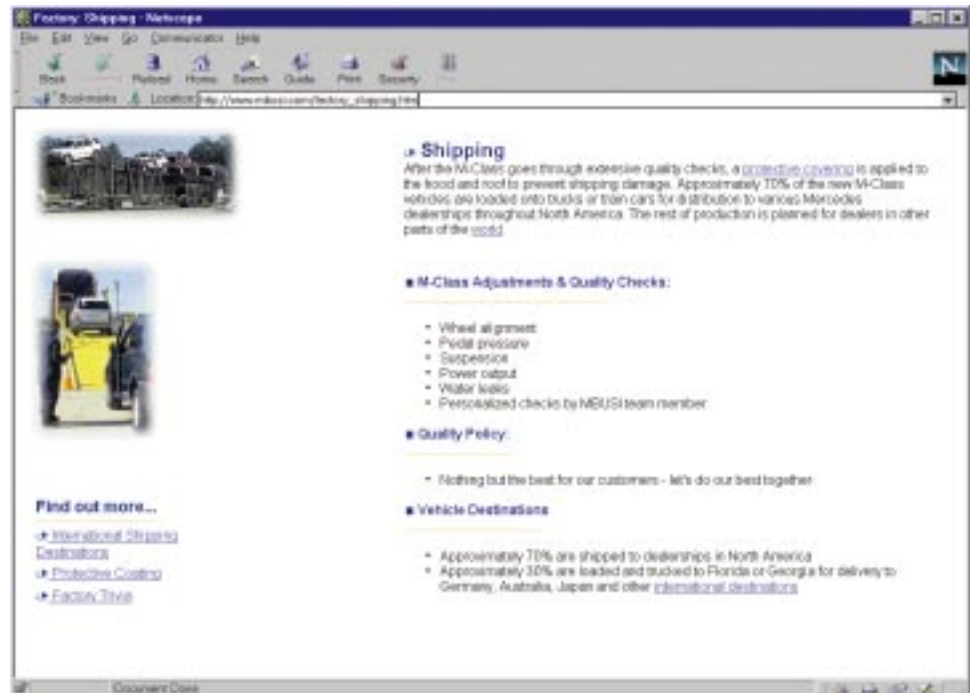 Factory: Shipping - Netscape
File Edit View Go Communicator Help
Back Reload Home Search Guide Print Security
Bookmarks Location: http://www.mbusi.com/factory_shipping.htm
N
Shipping
After the M-Class goes through extensive quality checks, a protective covering is applied to
the hood and roof to prevent shipping damage. Approximately 70% of the new M-Class
vehicles are loaded onto trucks or train cars for distribution to various Mercedes
dealerships throughout North America. The rest of production is planned for dealers in other
parts of the world.
M-Class Adjustments & Quality Checks:
Wheel alignment
Pedal pressure
Suspension
Power output
Water leaks
Personalized checks by MBUSI team member
Quality Policy:
Nothing but the best for our customers - let's do our best together
Vehicle Destinations
Approximately 70% are shipped to dealerships in North America
Approximately 30% are loaded and trucked to Florida or Georgia for delivery to
Germany, Australia, Japan and other international destinations
Find out more...
International Shipping
Destinations
Protective Coating
Factory Trivia
Document: Done